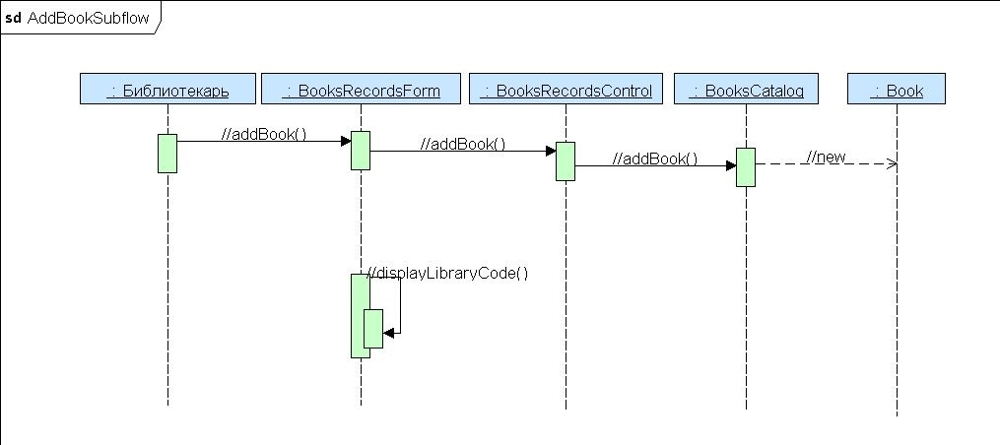 sd AddBookSubflow
: Библиотекарь
: BooksRecordsForm
: BooksRecordsControl
: BooksCatalog
: Book
//addBook()
//addBook()
//addBook()
//new
//displayLibraryCode()